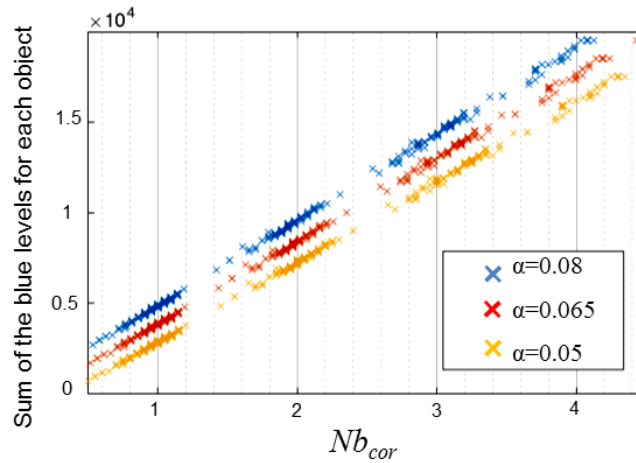 ×10⁴
Sum of the blue levels for each object
1.5
1
0.5
0
1 2 3 4
Nb_cor
α=0.08
α=0.065
α=0.05